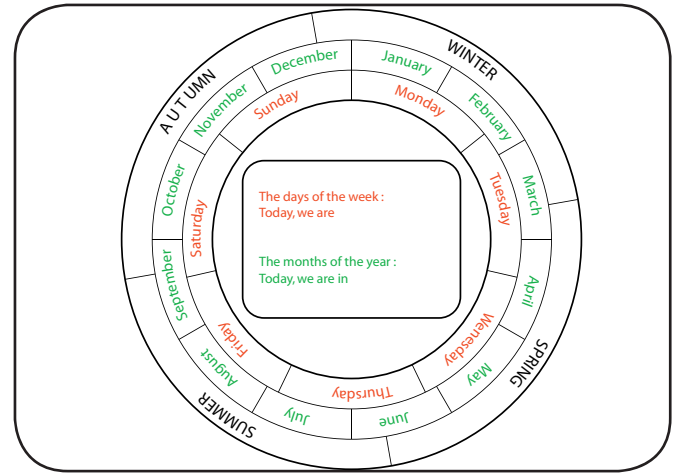 WINTER
SPRING
SUMMER
A U T UMN
January
February
March
April
May
June
July
August
September
October
November
December
Monday
Tuesday
Wenesday
Thursday
Friday
Saturday
Sunday
The days of the week :
Today, we are
The months of the year :
Today, we are in